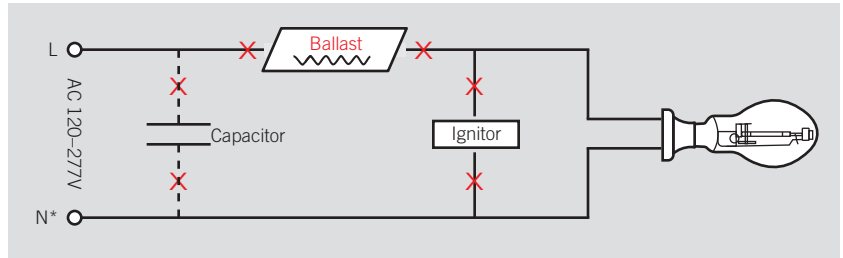 L
Ballast
AC 120–277V
Capacitor
Ignitor
N*